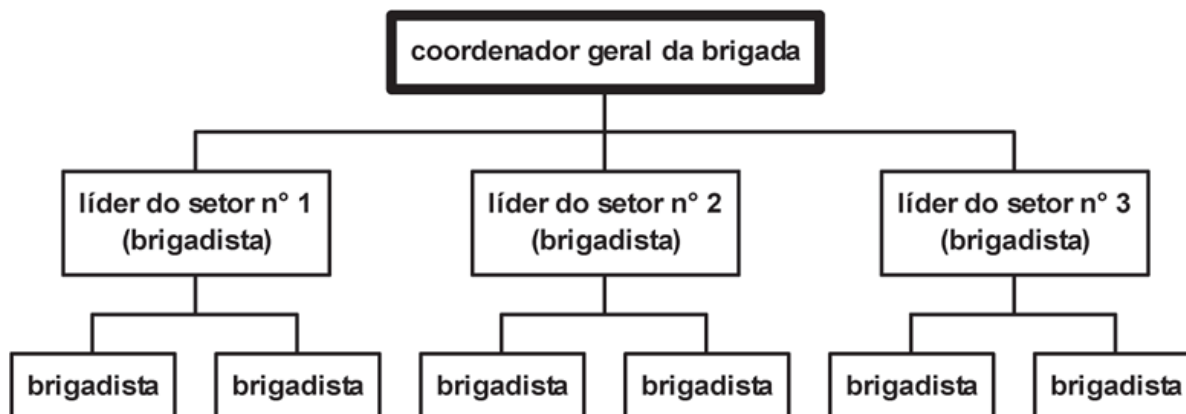 coordenador geral da brigada
líder do setor n° 1
(brigadista)
líder do setor n° 2
(brigadista)
líder do setor n° 3
(brigadista)
brigadista
brigadista
brigadista
brigadista
brigadista
brigadista